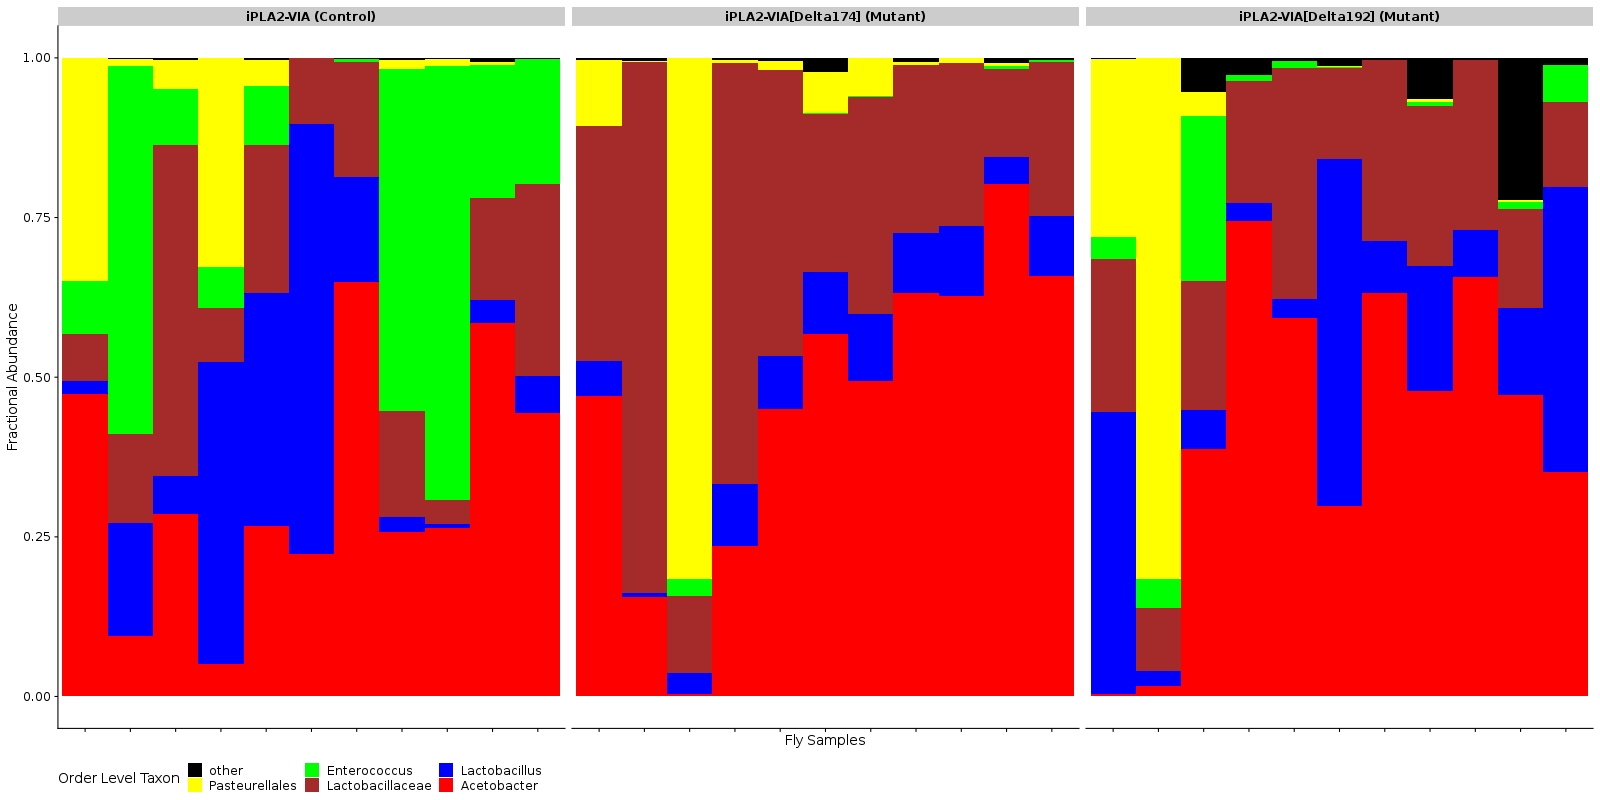 iPLA2-VIA (Control)
iPLA2-VIA[Delta174] (Mutant)
iPLA2-VIA[Delta192] (Mutant)
Fractional Abundance
1.00
0.75
0.50
0.25
0.00
Fly Samples
Order Level Taxon
other
Enterococcus
Lactobacillus
Pasteurellales
Lactobacillaceae
Acetobacter